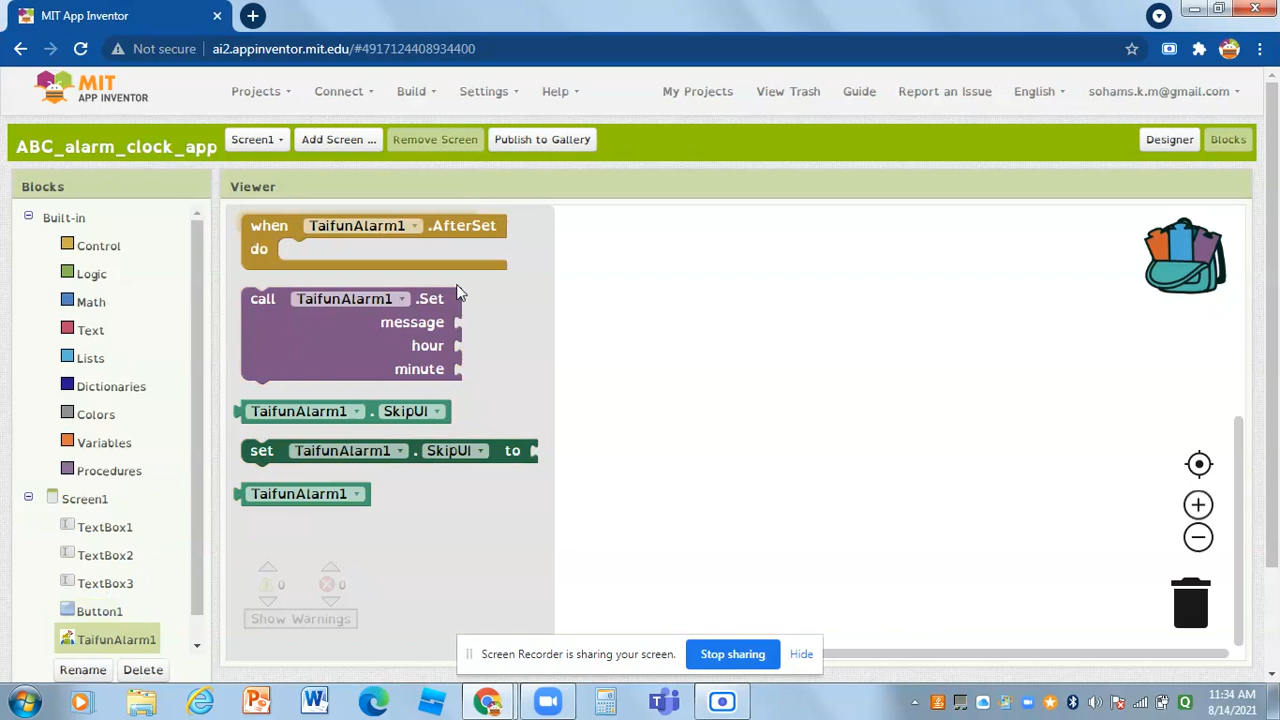 MIT App Inventor
Not secure
ai2.appinventor.mit.edu/#4917124408934400
MIT
APP INVENTOR
Projects Connect Build Settings Help
My Projects View Trash Guide Report an Issue English sohams.k.m@gmail.com
ABC_alarm_clock_app
Screen1 Add Screen ... Remove Screen Publish to Gallery
Designer Blocks
Blocks
Viewer
Built-in
Control
Logic
Math
Text
Lists
Dictionaries
Colors
Variables
Procedures
Screen1
TextBox1
TextBox2
TextBox3
Button1
TaifunAlarm1
Rename Delete
when TaifunAlarm1 .AfterSet
do
call TaifunAlarm1 .Set
message
hour
minute
TaifunAlarm1 . SkipUI
set TaifunAlarm1 . SkipUI to
TaifunAlarm1
0 0
Show Warnings
Screen Recorder is sharing your screen. Stop sharing Hide
11:34 AM
8/14/2021